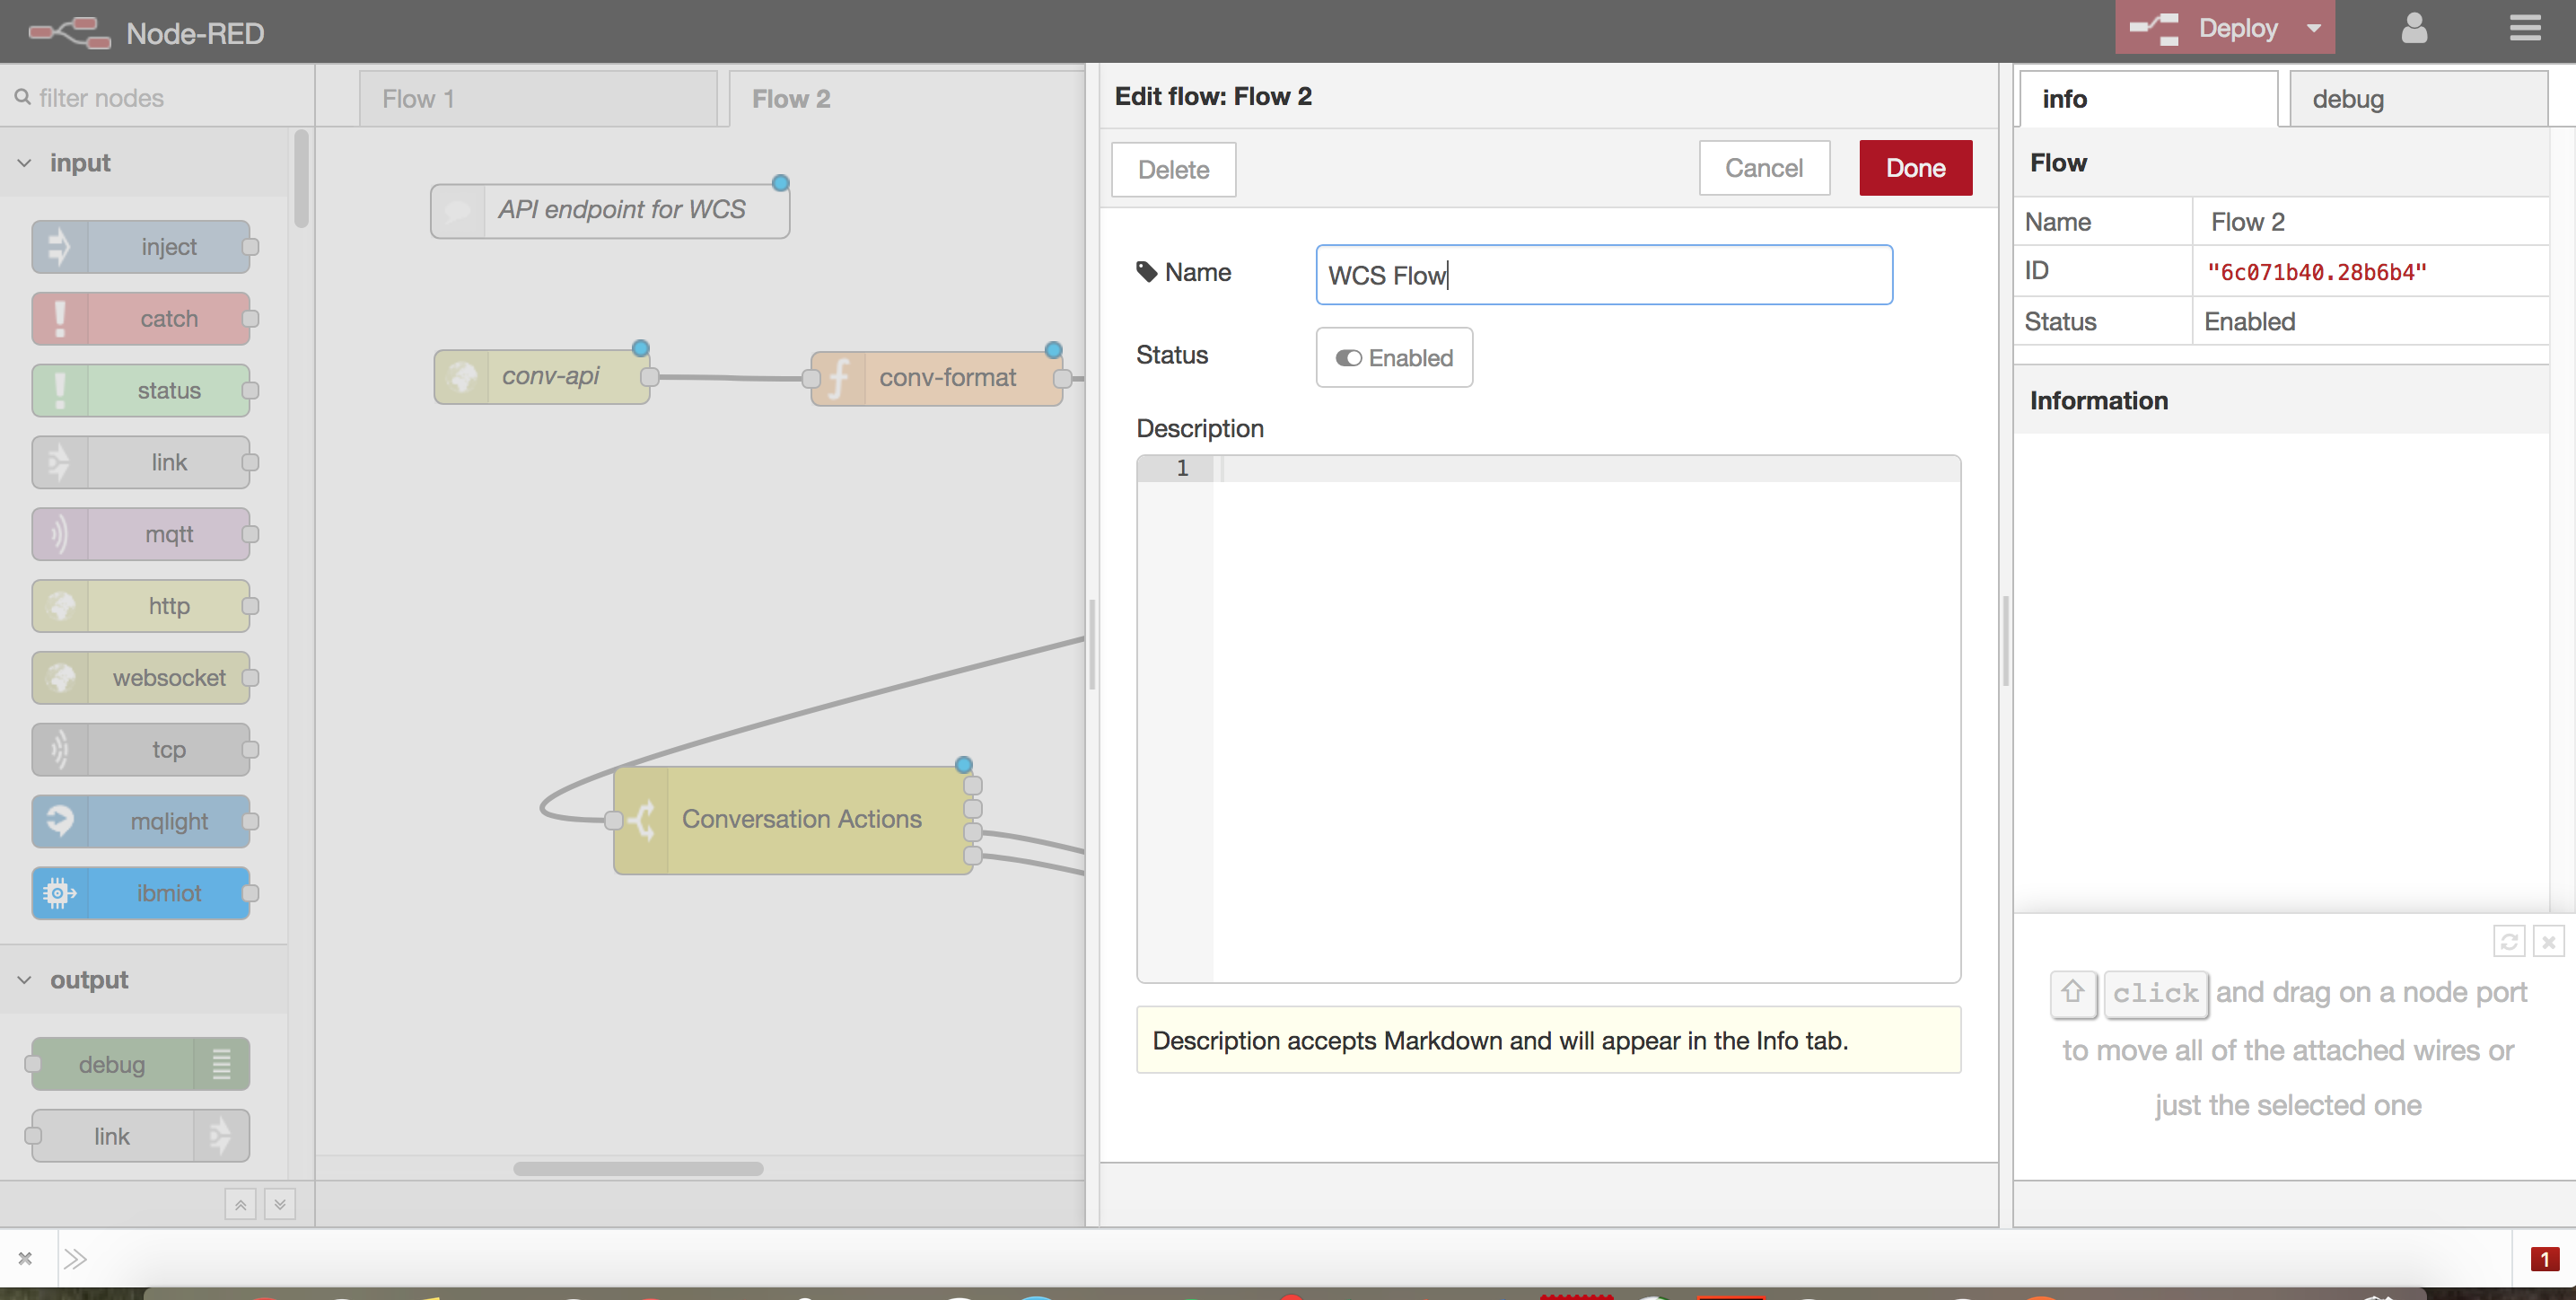 Node-RED
Deploy
filter nodes
Flow 1
Flow 2
Edit flow: Flow 2
info
debug
input
Delete
Cancel
Done
Flow
inject
catch
status
link
mqtt
http
websocket
tcp
mqlight
ibmiot
output
debug
link
API endpoint for WCS
conv-api
conv-format
Conversation Actions
Name
WCS Flow
Status
Enabled
Description
1
Description accepts Markdown and will appear in the Info tab.
Name Flow 2
ID "6c071b40.28b6b4"
Status Enabled
Information
click and drag on a node port
to move all of the attached wires or
just the selected one
1